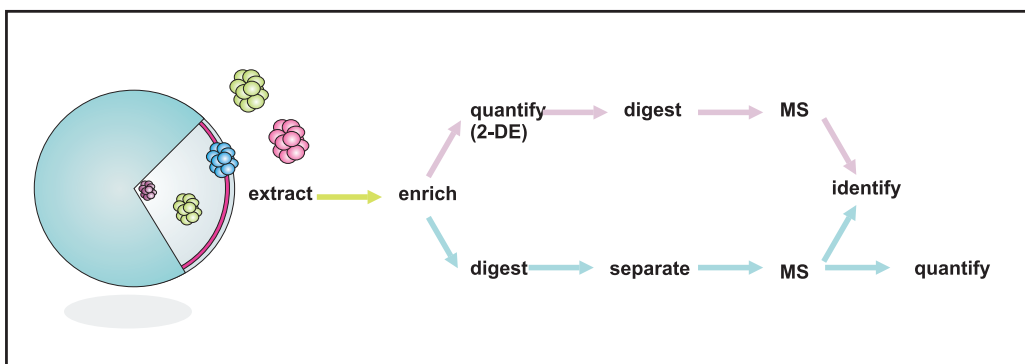 quantify
(2-DE)
digest
MS
extract
enrich
identify
digest
separate
MS
quantify